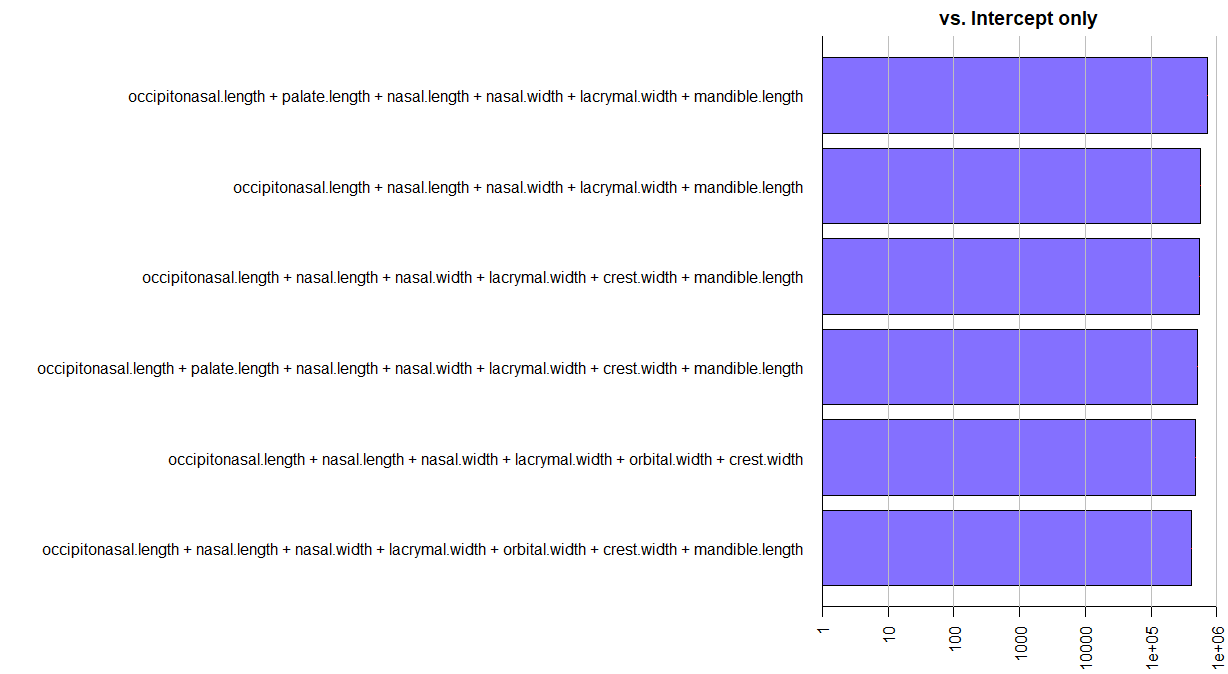 vs. Intercept only
occipitonasal.length + palate.length + nasal.length + nasal.width + lacrymal.width + mandible.length
occipitonasal.length + nasal.length + nasal.width + lacrymal.width + mandible.length
occipitonasal.length + nasal.length + nasal.width + lacrymal.width + crest.width + mandible.length
occipitonasal.length + palate.length + nasal.length + nasal.width + lacrymal.width + crest.width + mandible.length
occipitonasal.length + nasal.length + nasal.width + lacrymal.width + orbital.width + crest.width
occipitonasal.length + nasal.length + nasal.width + lacrymal.width + orbital.width + crest.width + mandible.length
1
10
100
1000
10000
1e+05
1e+06